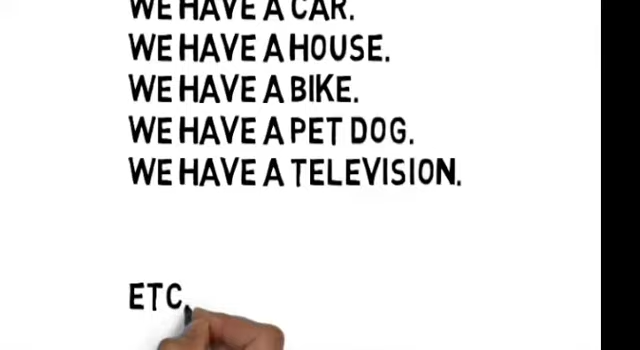 WE HAVE A CAR.
WE HAVE A HOUSE.
WE HAVE A BIKE.
WE HAVE A PET DOG.
WE HAVE A TELEVISION.
ETC.